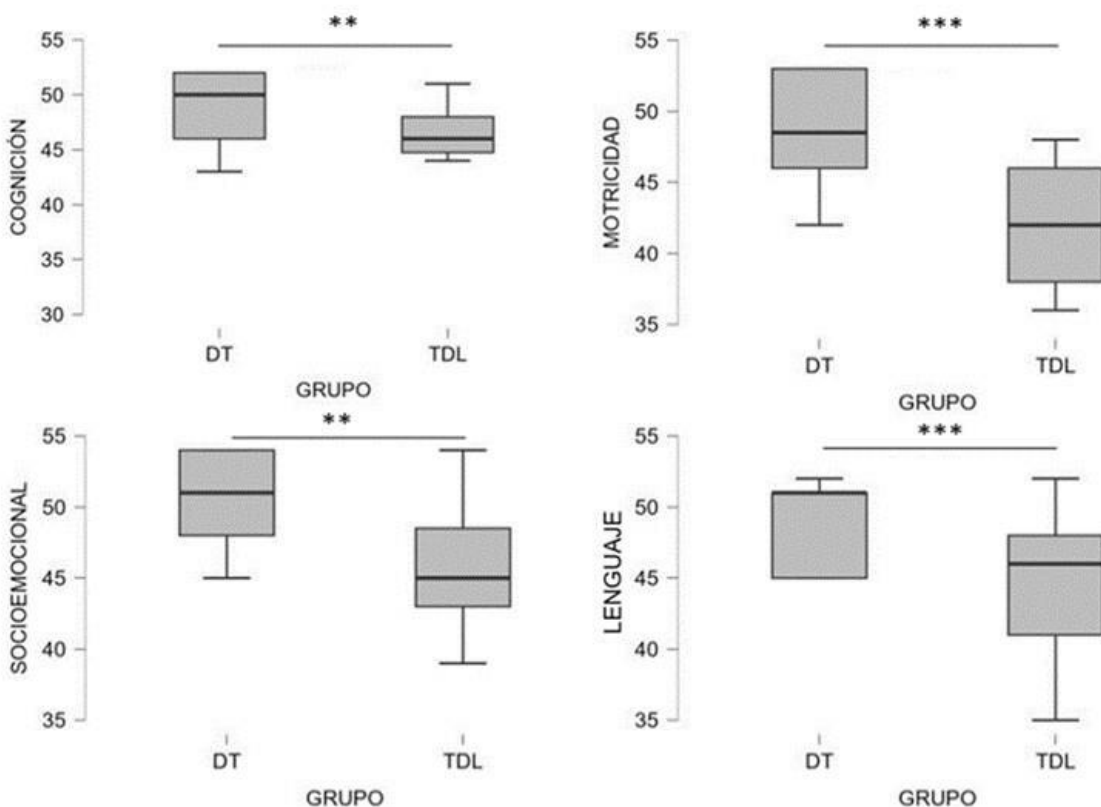 **
55
50
45
40
35
30
COGNICIÓN
DT TDL
GRUPO
***
55
50
45
40
35
MOTRICIDAD
DT TDL
GRUPO
**
55
50
45
40
35
SOCIOEMOCIONAL
DT TDL
GRUPO
***
55
50
45
40
35
LENGUAJE
DT TDL
GRUPO